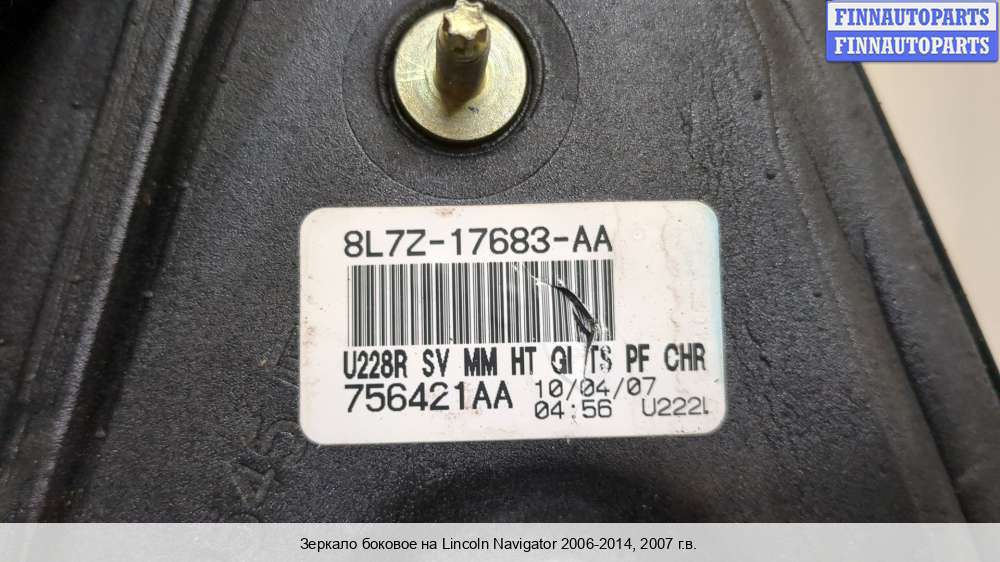 FINNAUTOPARTS
FINNAUTOPARTS
8L7Z-17683-AA
U228R SV MM HT QI TS PF CHR
756421AA 10/04/07
04:56 U222L
Зеркало боковое на Lincoln Navigator 2006-2014, 2007 г.в.